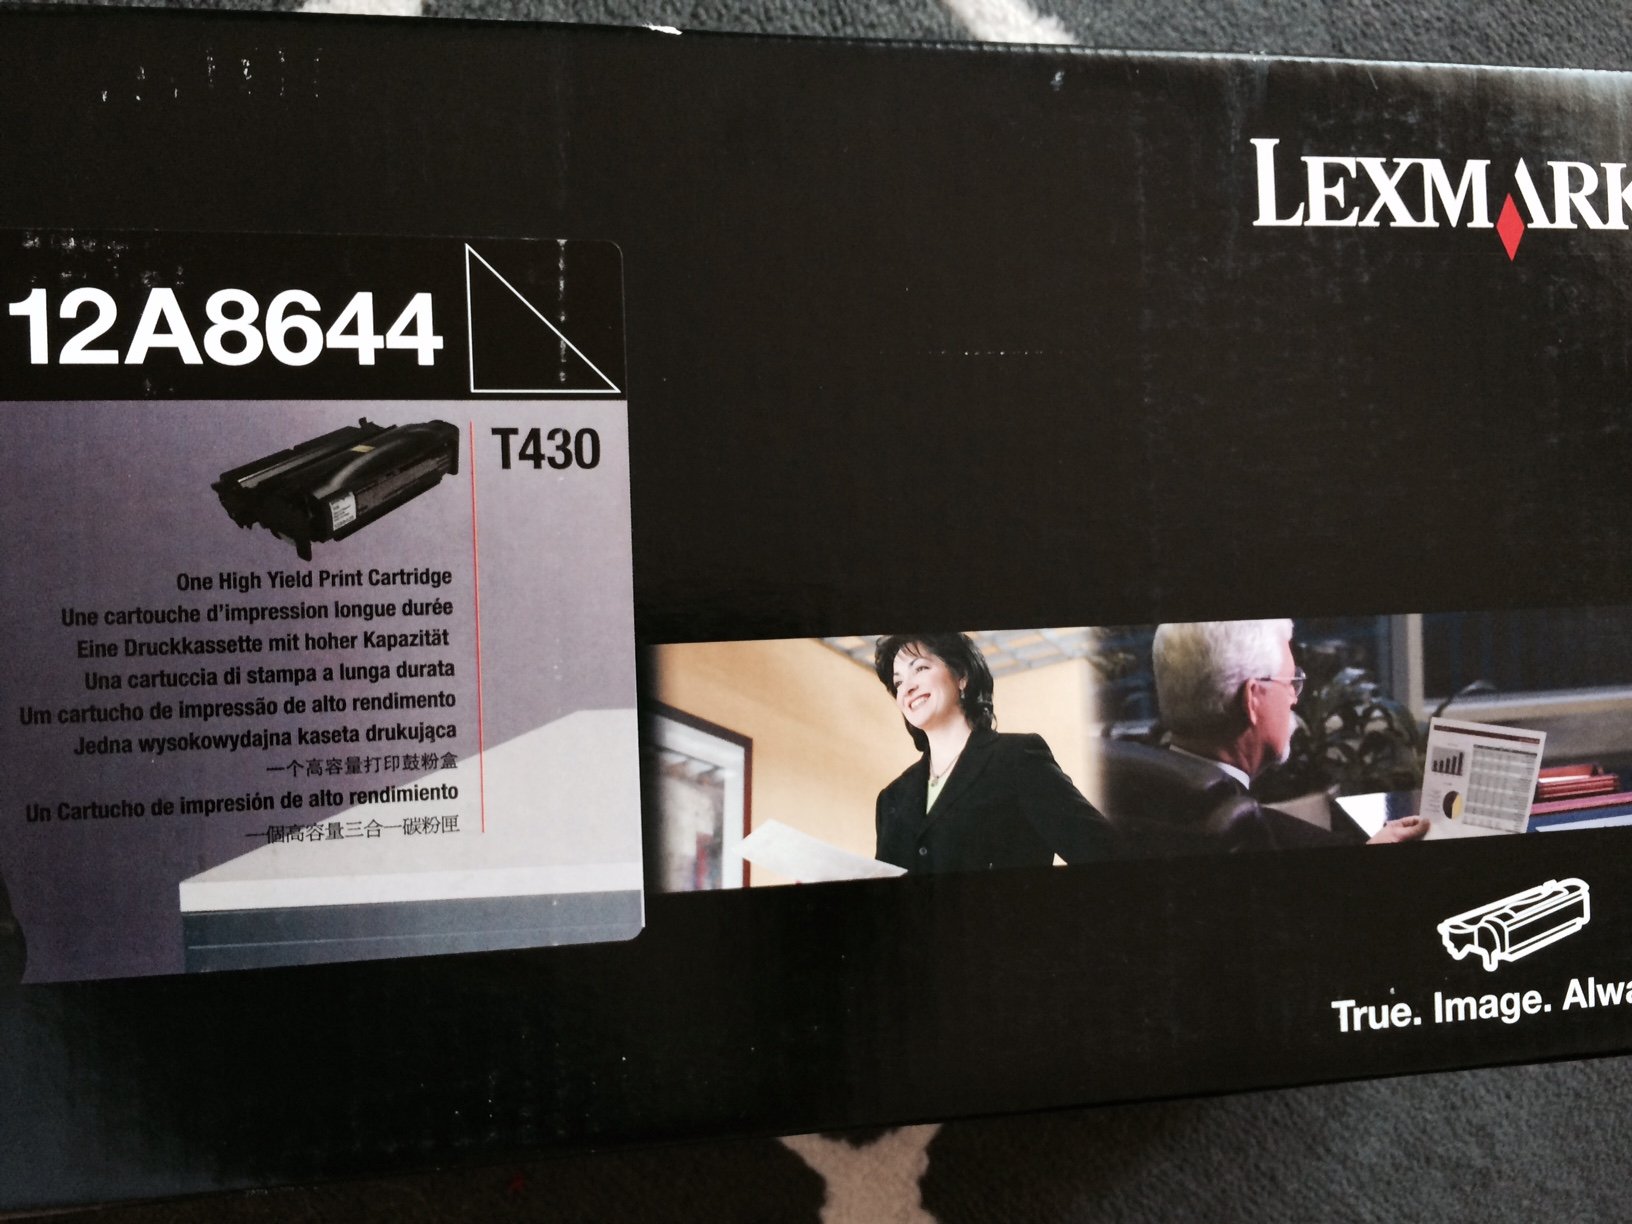 LEXMARK
12A8644
T430
One High Yield Print Cartridge
Une cartouche d'impression longue durée
Eine Druckkassette mit hoher Kapazität
Una cartuccia di stampa a lunga durata
Um cartucho de impressão de alto rendimento
Jedna wysokowydajna kaseta drukująca
一个高容量打印鼓粉盒
Un Cartucho de impresión de alto rendimiento
一個高容量三合一碳粉匣
True. Image. Alwa